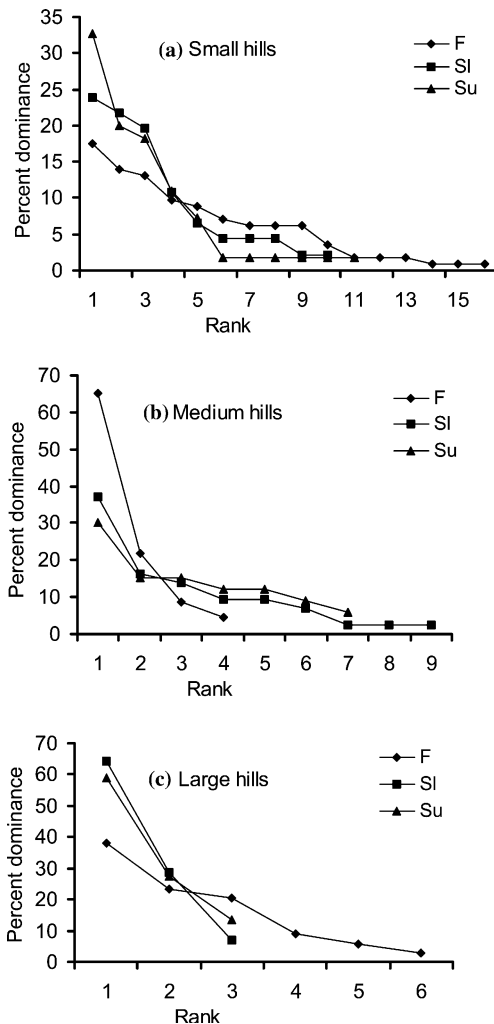 35
30
25
20
15
10
5
0
Percent dominance
(a) Small hills
F
Sl
Su
1 3 5 7 9 11 13 15
Rank
70
60
50
40
30
20
10
0
Percent dominance
(b) Medium hills
F
Sl
Su
1 2 3 4 5 6 7 8 9
Rank
70
60
50
40
30
20
10
0
Percent dominance
(c) Large hills
F
Sl
Su
1 2 3 4 5 6
Rank